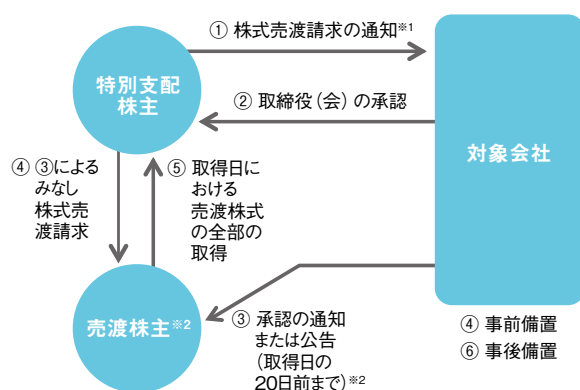 ① 株式売渡請求の通知※1
特別支配
株主
② 取締役(会)の承認
対象会社
④ ③による
みなし
株式売
渡請求
⑤ 取得日に
おける
売渡株式
の全部の
取得
売渡株主※2
③ 承認の通知
または公告
(取得日の
20日前まで)※2
④ 事前備置
⑥ 事後備置